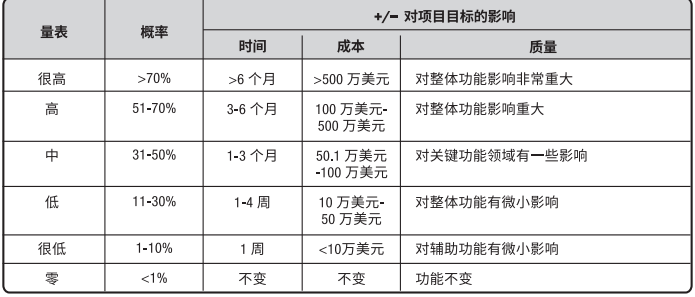 量表 概率 +/− 对项目目标的影响
时间 成本 质量
很高 >70% >6 个月 >500 万美元 对整体功能影响非常重大
高 51-70% 3-6 个月 100 万美元- 对整体功能影响重大
500 万美元
中 31-50% 1-3 个月 50.1 万美元 对关键功能领域有一些影响
-100 万美元
低 11-30% 1-4 周 10 万美元- 对整体功能有微小影响
50 万美元
很低 1-10% 1 周 <10万美元 对辅助功能有微小影响
零 <1% 不变 不变 功能不变